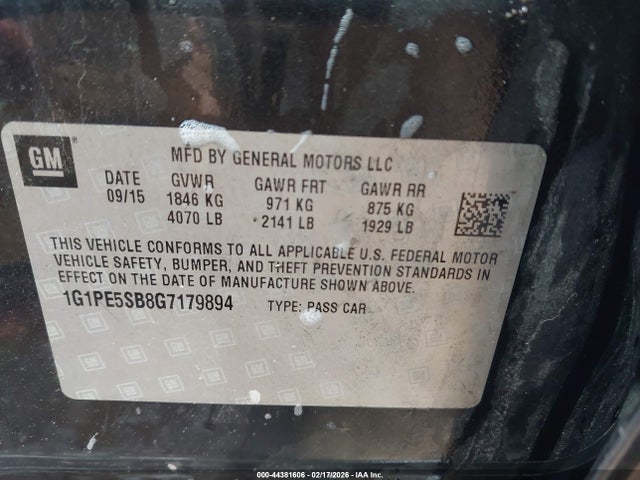 GM
MFD BY GENERAL MOTORS LLC
DATE GVWR GAWR FRT GAWR RR
09/15 1846 KG 971 KG 875 KG
4070 LB 2141 LB 1929 LB
THIS VEHICLE CONFORMS TO ALL APPLICABLE U.S. FEDERAL MOTOR
VEHICLE SAFETY, BUMPER, AND THEFT PREVENTION STANDARDS
IN EFFECT ON THE DATE OF MANUFACTURE SHOWN ABOVE.
1G1PE5SB8G7179894 TYPE: PASS CAR
000-44381606 - 02/17/2026 - IAA Inc.